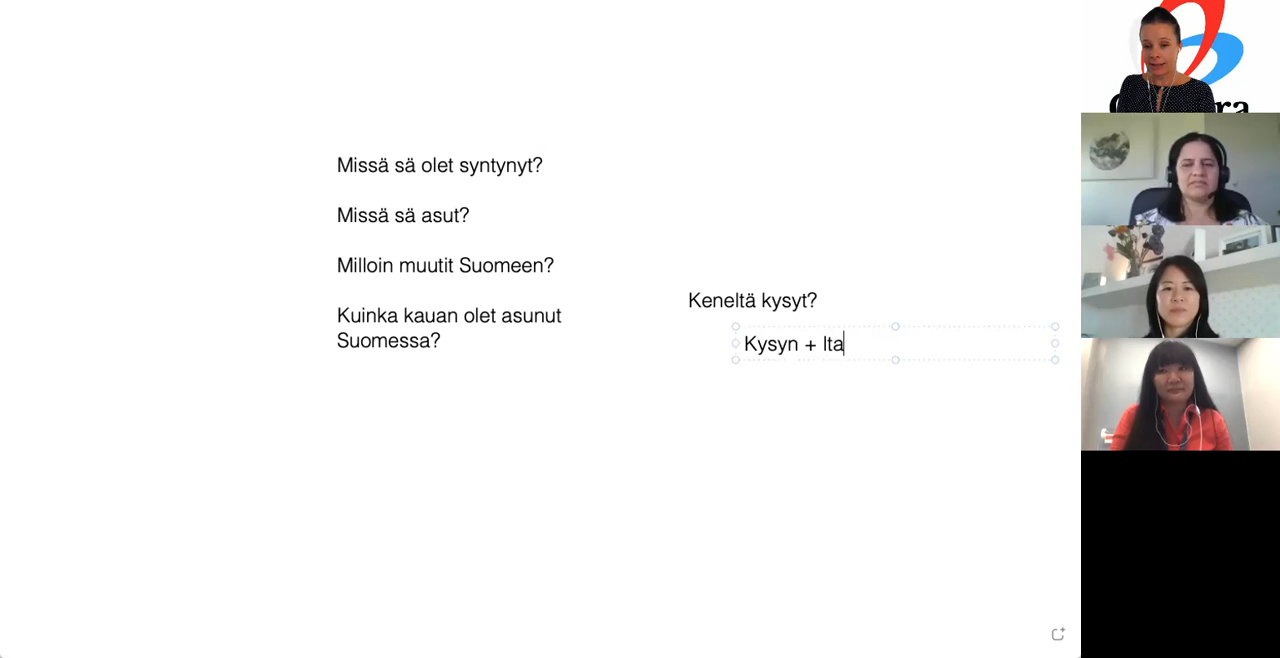 Missä sä olet syntynyt?
Missä sä asut?
Milloin muutit Suomeen?
Kuinka kauan olet asunut
Suomessa?
Keneltä kysyt?
Kysyn + lta